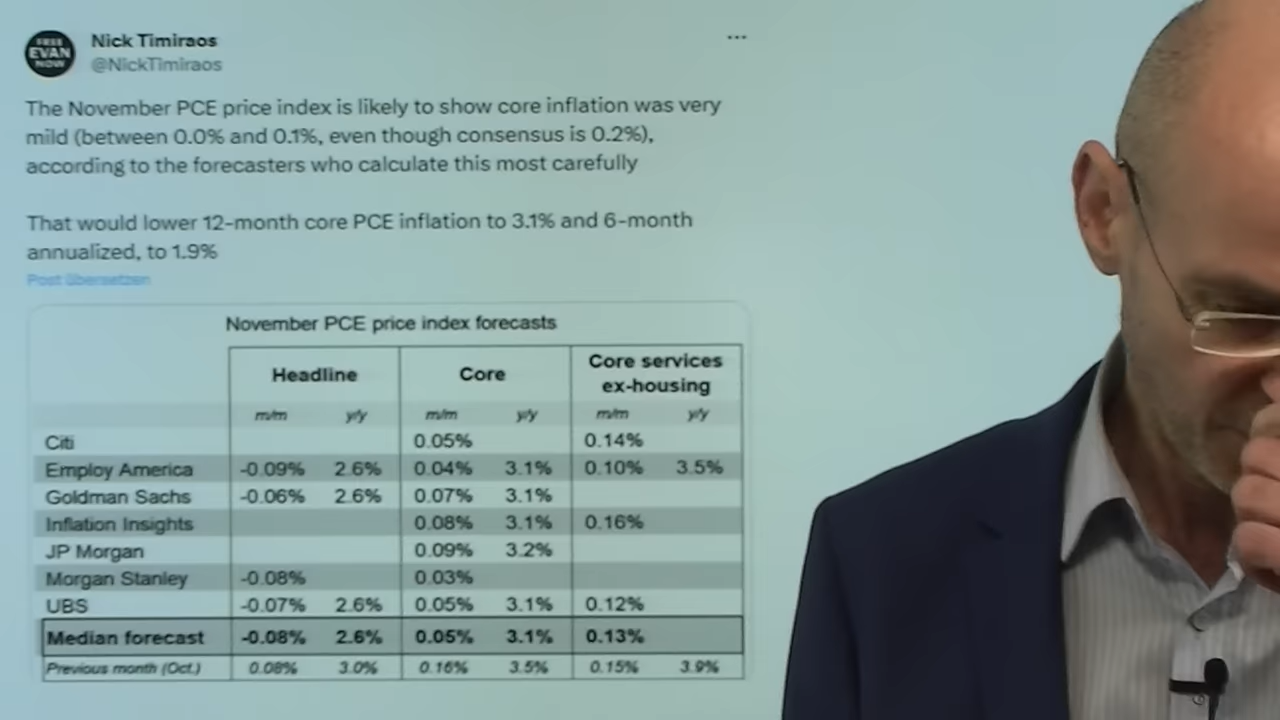 FREE
EVAN
NOW
Nick Timiraos
@NickTimiraos
...
The November PCE price index is likely to show core inflation was very
mild (between 0.0% and 0.1%, even though consensus is 0.2%),
according to the forecasters who calculate this most carefully
That would lower 12-month core PCE inflation to 3.1% and 6-month
annualized, to 1.9%
Post übersetzen
November PCE price index forecasts
Headline Core Core services
ex-housing
m/m y/y m/m y/y m/m y/y
Citi 0.05% 0.14%
Employ America -0.09% 2.6% 0.04% 3.1% 0.10% 3.5%
Goldman Sachs -0.06% 2.6% 0.07% 3.1%
Inflation Insights 0.08% 3.1% 0.16%
JP Morgan 0.09% 3.2%
Morgan Stanley -0.08% 0.03%
UBS -0.07% 2.6% 0.05% 3.1% 0.12%
Median forecast -0.08% 2.6% 0.05% 3.1% 0.13%
Previous month (Oct.) 0.08% 3.0% 0.16% 3.5% 0.15% 3.9%